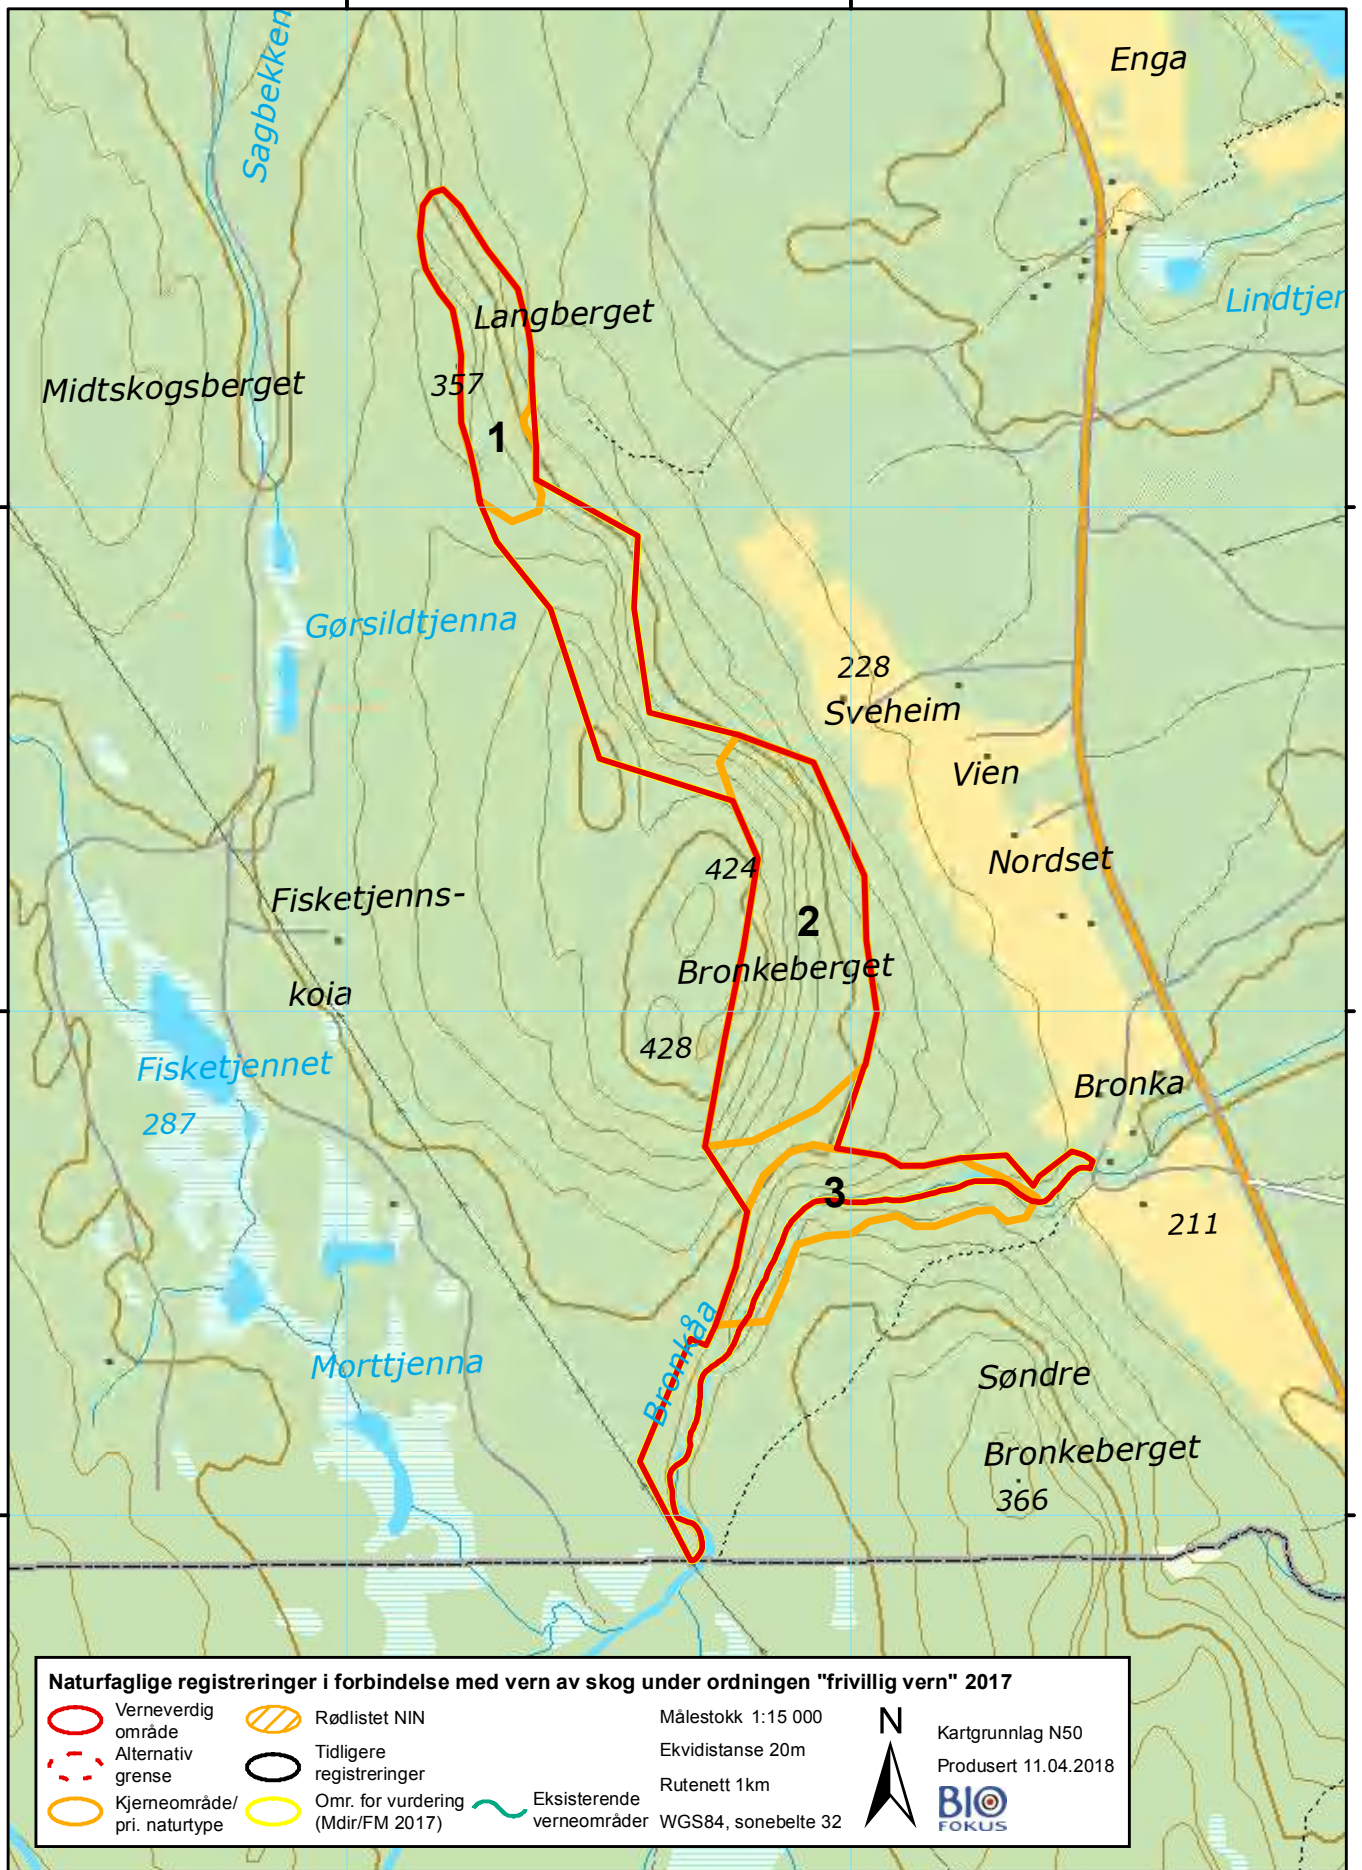 Sagbekken
Enga
Lindtjer
Langberget
Midtskogsberget
357
1
Gørsildtjenna
228
Sveheim
Vien
Nordset
424
Fisketjenns-
2
Bronkeberget
koia
428
Fisketjennet
Bronka
287
3
211
Bronkåa
Morttjenna
Søndre
Bronkeberget
366
Naturfaglige registreringer i forbindelse med vern av skog under ordningen "frivillig vern" 2017
Verneverdig
område
Alternativ
grense
Kjerneområde/
pri. naturtype
Rødlistet NIN
Tidligere
registreringer
Omr. for vurdering
(Mdir/FM 2017)
Eksisterende
verneområder
Målestokk 1:15 000
Ekvidistanse 20m
Rutenett 1km
WGS84, sonebelte 32
N
Kartgrunnlag N50
Produsert 11.04.2018
BIO
FOKUS